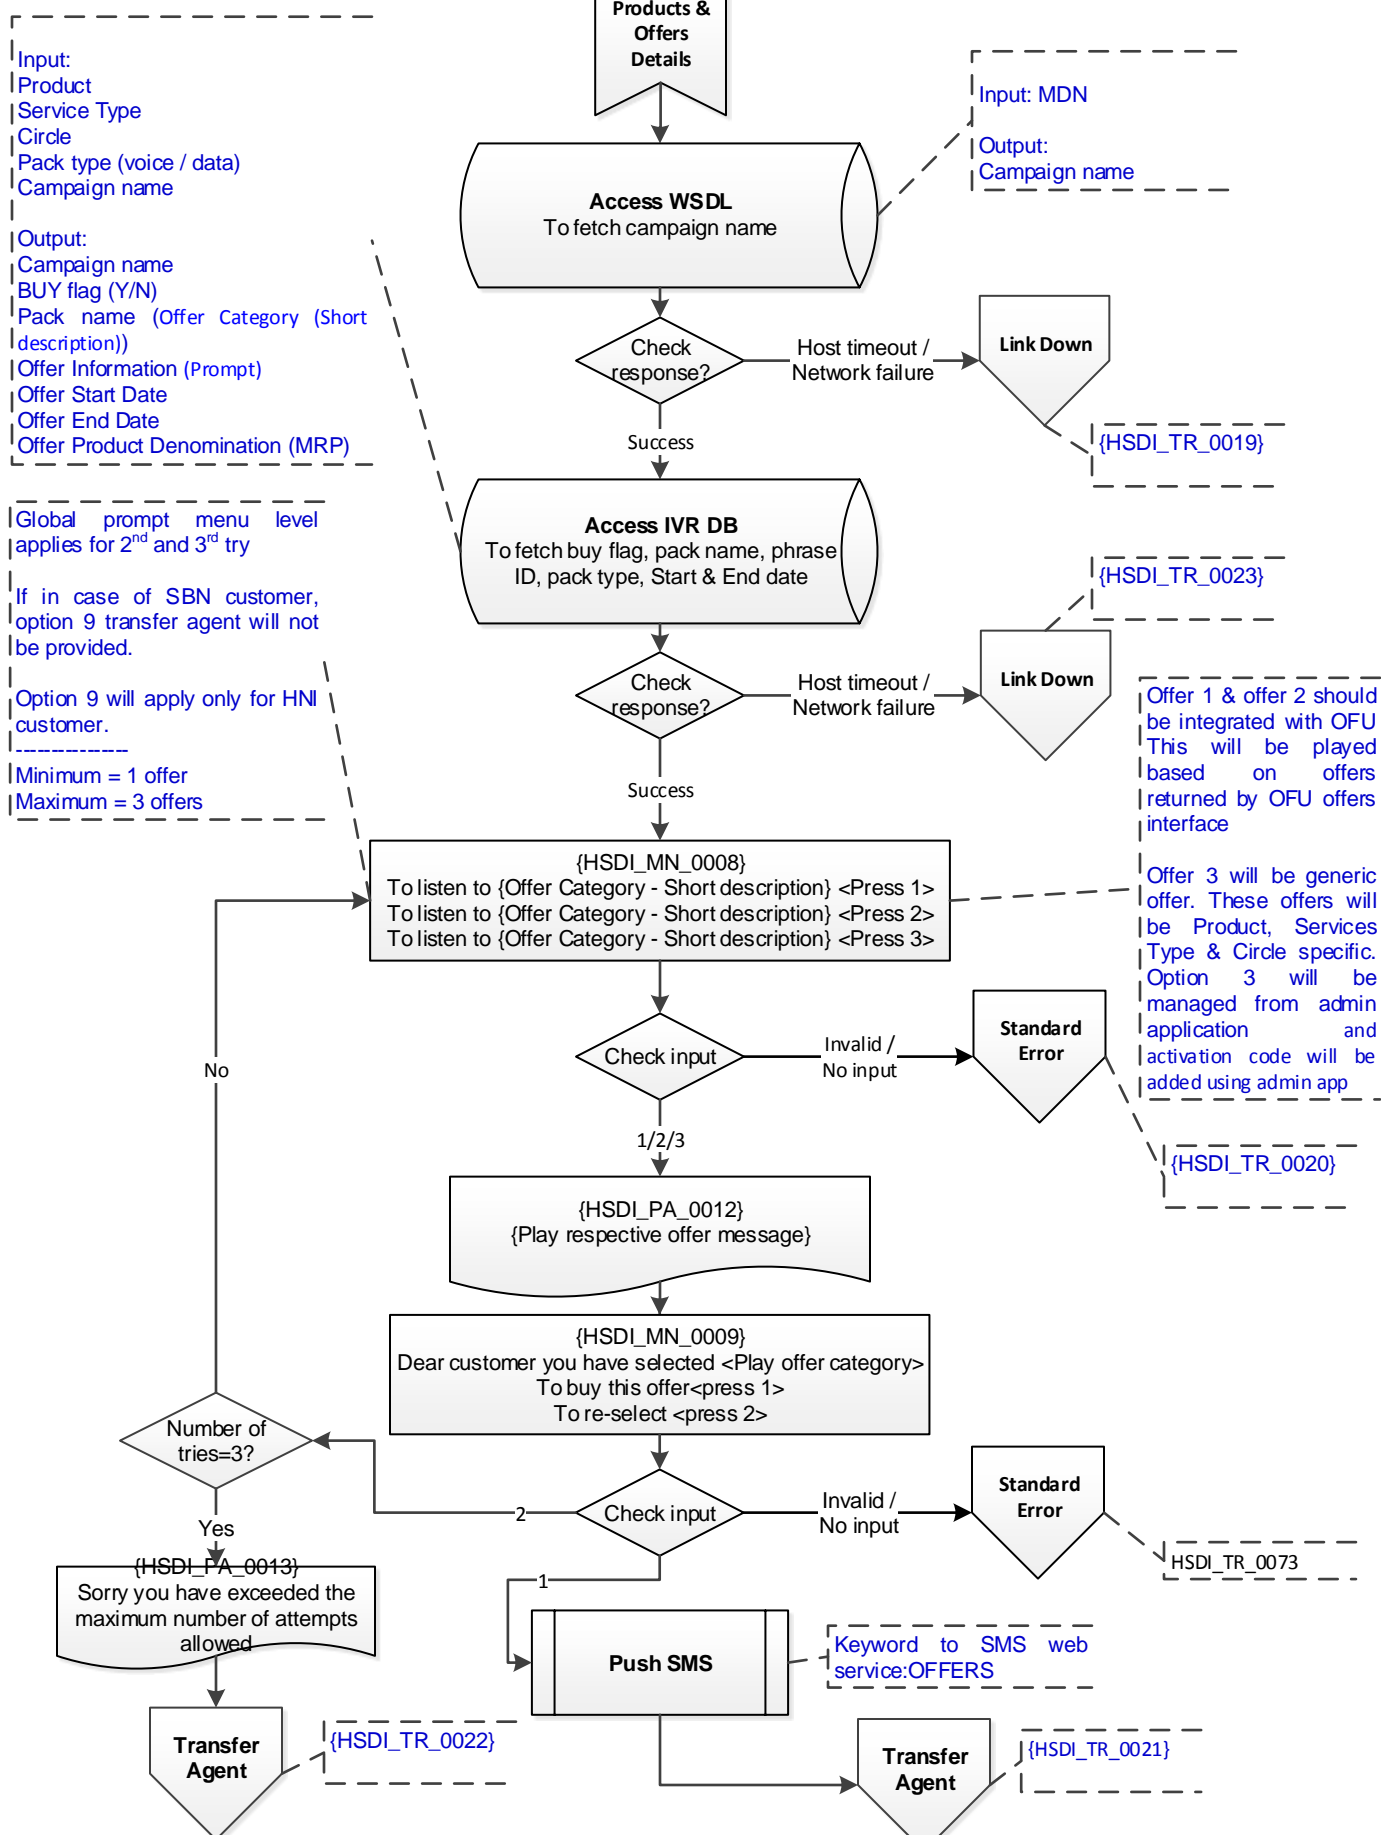 Products &
Offers
Details
Input:
Product
Service Type
Circle
Pack type (voice / data)
Campaign name
Output:
Campaign name
BUY flag (Y/N)
Pack name (Offer Category (Short
description))
Offer Information (Prompt)
Offer Start Date
Offer End Date
Offer Product Denomination (MRP)
Input: MDN
Output:
Campaign name
Access WSDL
To fetch campaign name
Check
response?
Host timeout /
Network failure
Link Down
{HSDI_TR_0019}
Success
Access IVR DB
To fetch buy flag, pack name, phrase
ID, pack type, Start & End date
Global prompt menu level
applies for 2nd and 3rd try
If in case of SBN customer,
option 9 transfer agent will not
be provided.
Option 9 will apply only for HNI
customer.
----------------
Minimum = 1 offer
Maximum = 3 offers
{HSDI_TR_0023}
Check
response?
Host timeout /
Network failure
Link Down
Success
Offer 1 & offer 2 should
be integrated with OFU
This will be played
based on offers
returned by OFU offers
interface
Offer 3 will be generic
offer. These offers will
be Product, Services
Type & Circle specific.
Option 3 will be
managed from admin
application and
activation code will be
added using admin app
{HSDI_MN_0008}
To listen to {Offer Category - Short description} <Press 1>
To listen to {Offer Category - Short description} <Press 2>
To listen to {Offer Category - Short description} <Press 3>
Check input
Invalid /
No input
Standard
Error
{HSDI_TR_0020}
No
1/2/3
{HSDI_PA_0012}
{Play respective offer message}
{HSDI_MN_0009}
Dear customer you have selected <Play offer category>
To buy this offer<press 1>
To re-select <press 2>
Number of
tries=3?
2
Check input
Invalid /
No input
Standard
Error
HSDI_TR_0073
Yes
1
{HSDI_PA_0013}
Sorry you have exceeded the
maximum number of attempts
allowed
Push SMS
Keyword to SMS web
service:OFFERS
Transfer
Agent
{HSDI_TR_0022}
Transfer
Agent
{HSDI_TR_0021}